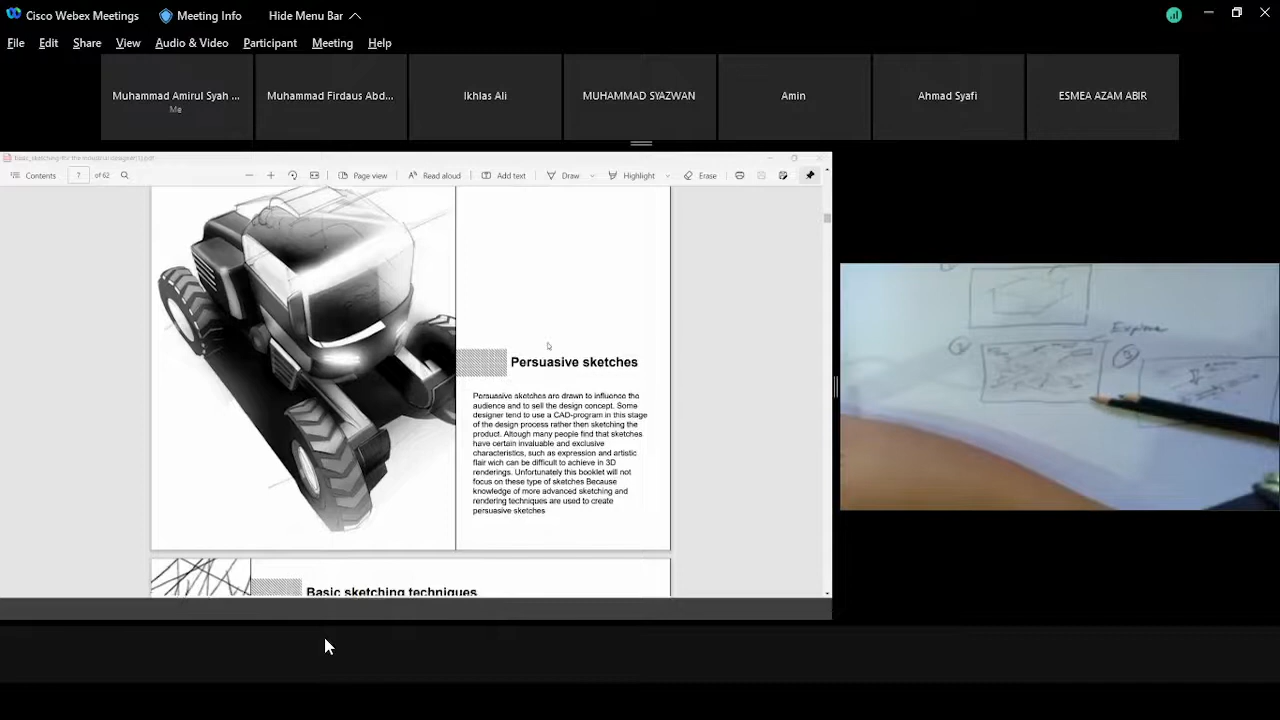 Cisco Webex Meetings
Meeting Info
Hide Menu Bar
File Edit Share View Audio & Video Participant Meeting Help
Muhammad Amirul Syah ...
Me
Muhammad Firdaus Abd...
Ikhlas Ali
MUHAMMAD SYAZWAN
Amin
Ahmad Syafi
ESMEA AZAM ABIR
Contents 7 of 62 Page view Read aloud Add text Draw Highlight Erase
Persuasive sketches
Persuasive sketches are drawn to influence the
audience and to sell the design concept. Some
designer tend to use a CAD-program in this stage
of the design process rather then sketching the
product. Altough many people find that sketches
have certain invaluable and exclusive
characteristics, such as expression and artistic
flair wich can be difficult to achieve in 3D
renderings. Unfortunately this booklet will not
focus on these type of sketches Because
knowledge of more advanced sketching and
rendering techniques are used to create
persuasive sketches
Basic sketching techniques